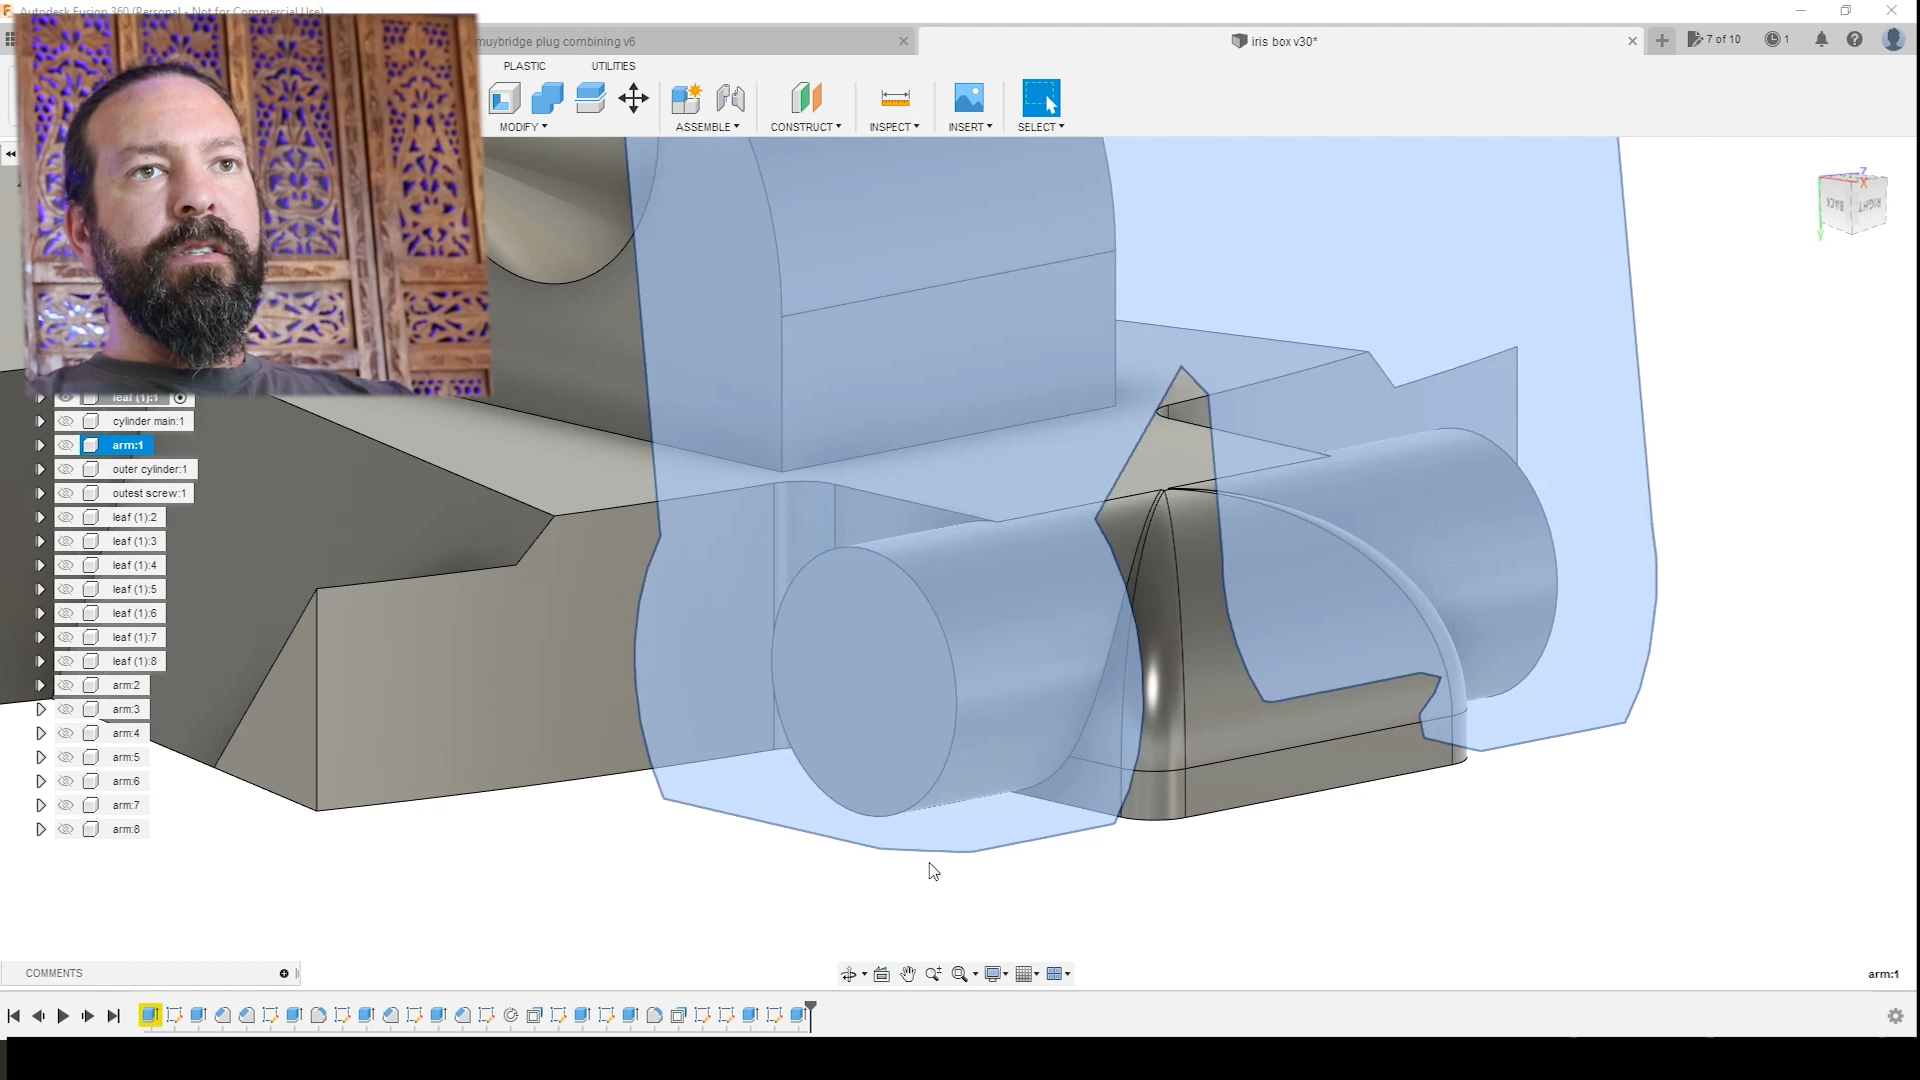 Autodesk Fusion 360 (Personal - Not for Commercial Use)
muybridge plug combining v6
iris box v30*
7 of 10
1
PLASTIC
UTILITIES
MODIFY
ASSEMBLE
CONSTRUCT
INSPECT
INSERT
SELECT
Z
X
BACK
RIGHT
Y
leaf (1):1
cylinder main:1
arm:1
outer cylinder:1
outest screw:1
leaf (1):2
leaf (1):3
leaf (1):4
leaf (1):5
leaf (1):6
leaf (1):7
leaf (1):8
arm:2
arm:3
arm:4
arm:5
arm:6
arm:7
arm:8
COMMENTS
arm:1